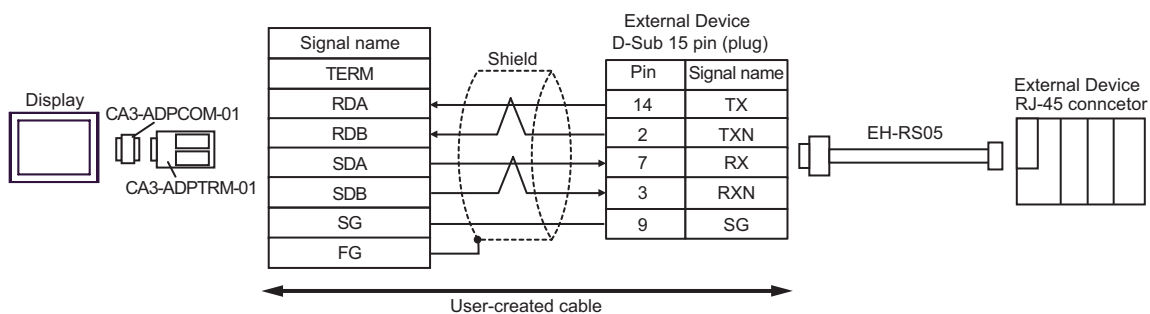 Display
CA3-ADPCOM-01
CA3-ADPTRM-01
Signal name
TERM
RDA
RDB
SDA
SDB
SG
FG
Shield
External Device
D-Sub 15 pin (plug)
Pin Signal name
14 TX
2 TXN
7 RX
3 RXN
9 SG
EH-RS05
External Device
RJ-45 conncetor
User-created cable